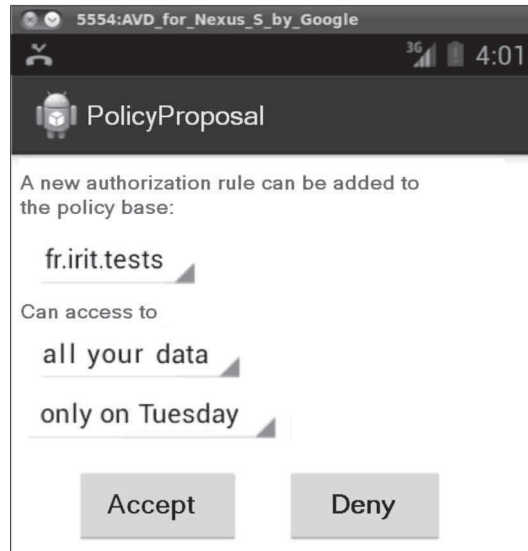 5554:AVD_for_Nexus_S_by_Google
3G 4:01
PolicyProposal
A new authorization rule can be added to
the policy base:
fr.irit.tests
Can access to
all your data
only on Tuesday
Accept Deny